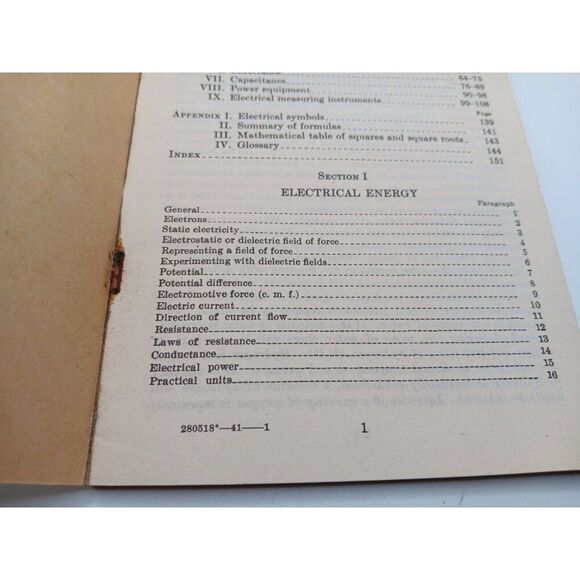 64-75
VII. Capacitance 76-89
VIII. Power equipment 90-98
IX. Electrical measuring instruments 99-108
Page
APPENDIX I. Electrical symbols 139
II. Summary of formulas 141
III. Mathematical table of squares and square roots 143
IV. Glossary 144
INDEX 151
SECTION I
ELECTRICAL ENERGY
Paragraph
General 1
Electrons 2
Static electricity 3
Electrostatic or dielectric field of force 4
Representing a field of force 5
Experimenting with dielectric fields 6
Potential 7
Potential difference 8
Electromotive force (e. m. f.) 9
Electric current 10
Direction of current flow 11
Resistance 12
Laws of resistance 13
Conductance 14
Electrical power 15
Practical units 16
280518°—41——1 1